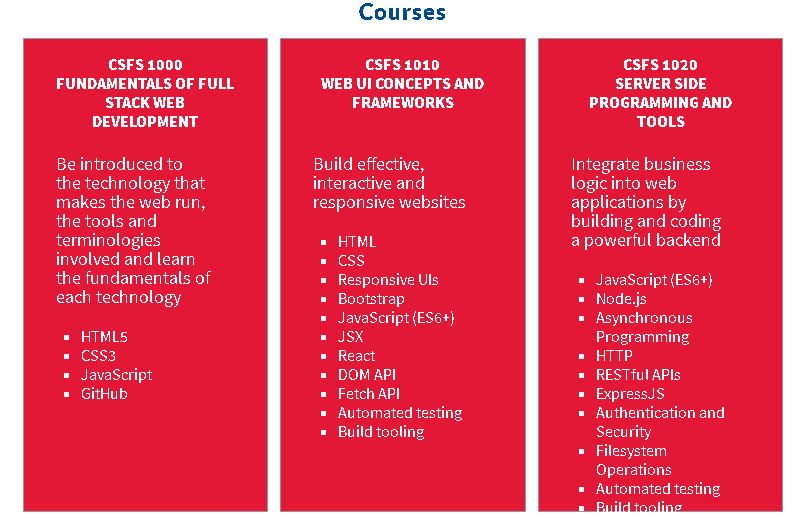 Courses
CSFS 1000
FUNDAMENTALS OF FULL
STACK WEB
DEVELOPMENT
Be introduced to
the technology that
makes the web run,
the tools and
terminologies
involved and learn
the fundamentals of
each technology
▪ HTML5
▪ CSS3
▪ JavaScript
▪ GitHub
CSFS 1010
WEB UI CONCEPTS AND
FRAMEWORKS
Build effective,
interactive and
responsive websites
▪ HTML
▪ CSS
▪ Responsive UIs
▪ Bootstrap
▪ JavaScript (ES6+)
▪ JSX
▪ React
▪ DOM API
▪ Fetch API
▪ Automated testing
▪ Build tooling
CSFS 1020
SERVER SIDE
PROGRAMMING AND
TOOLS
Integrate business
logic into web
applications by
building and coding
a powerful backend
▪ JavaScript (ES6+)
▪ Node.js
▪ Asynchronous
Programming
▪ HTTP
▪ RESTful APIs
▪ ExpressJS
▪ Authentication and
Security
▪ Filesystem
Operations
▪ Automated testing
▪ Build tooling